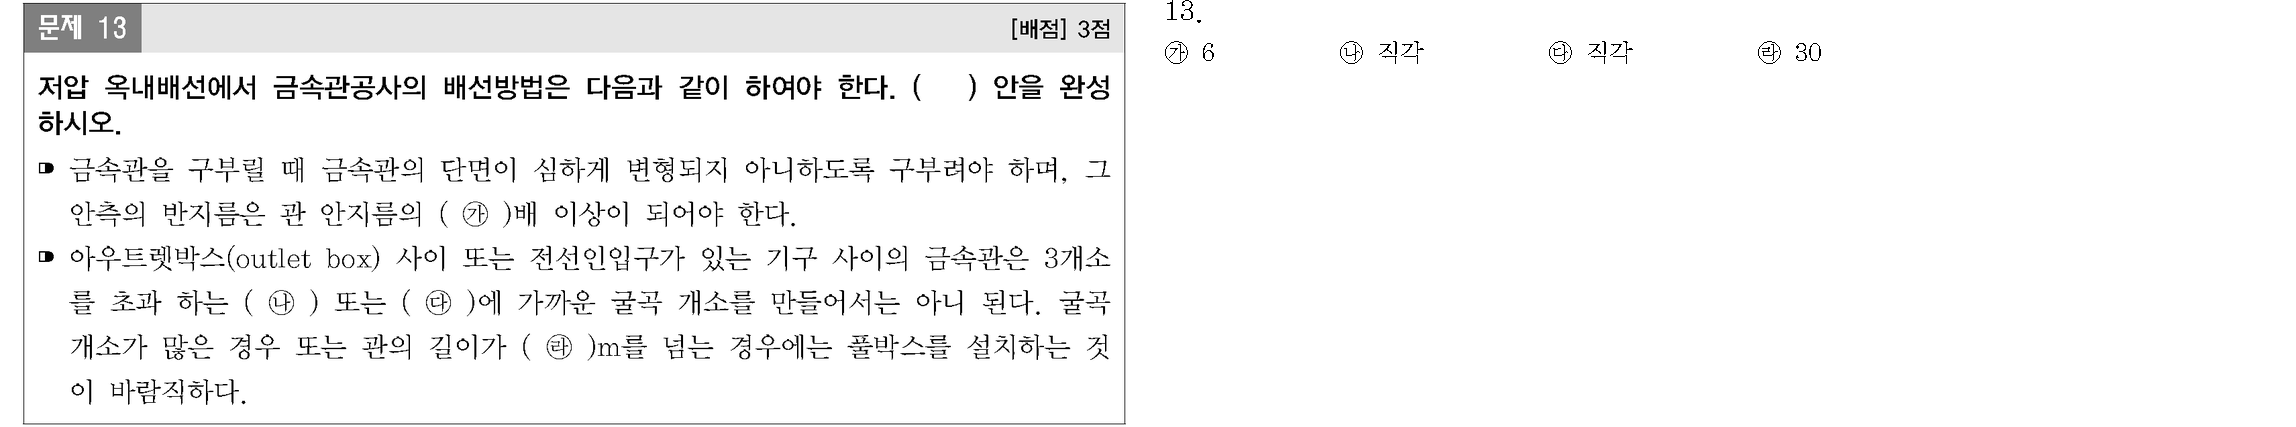 문제 13
[배점] 3점
저압 옥내배선에서 금속관공사의 배선방법은 다음과 같이 하여야 한다. (    ) 안을 완성
하시오.
금속관을 구부릴 때 금속관의 단면이 심하게 변형되지 아니하도록 구부려야 하며, 그
안측의 반지름은 관 안지름의 ( ㉮ )배 이상이 되어야 한다.
아우트렛박스(outlet box) 사이 또는 전선인입구가 있는 기구 사이의 금속관은 3개소
를 초과 하는 ( ㉯ ) 또는 ( ㉰ )에 가까운 굴곡 개소를 만들어서는 아니 된다. 굴곡
개소가 많은 경우 또는 관의 길이가 ( ㉱ )m를 넘는 경우에는 풀박스를 설치하는 것
이 바람직하다.
13.
㉮ 6 ㉯ 직각 ㉰ 직각 ㉱ 30